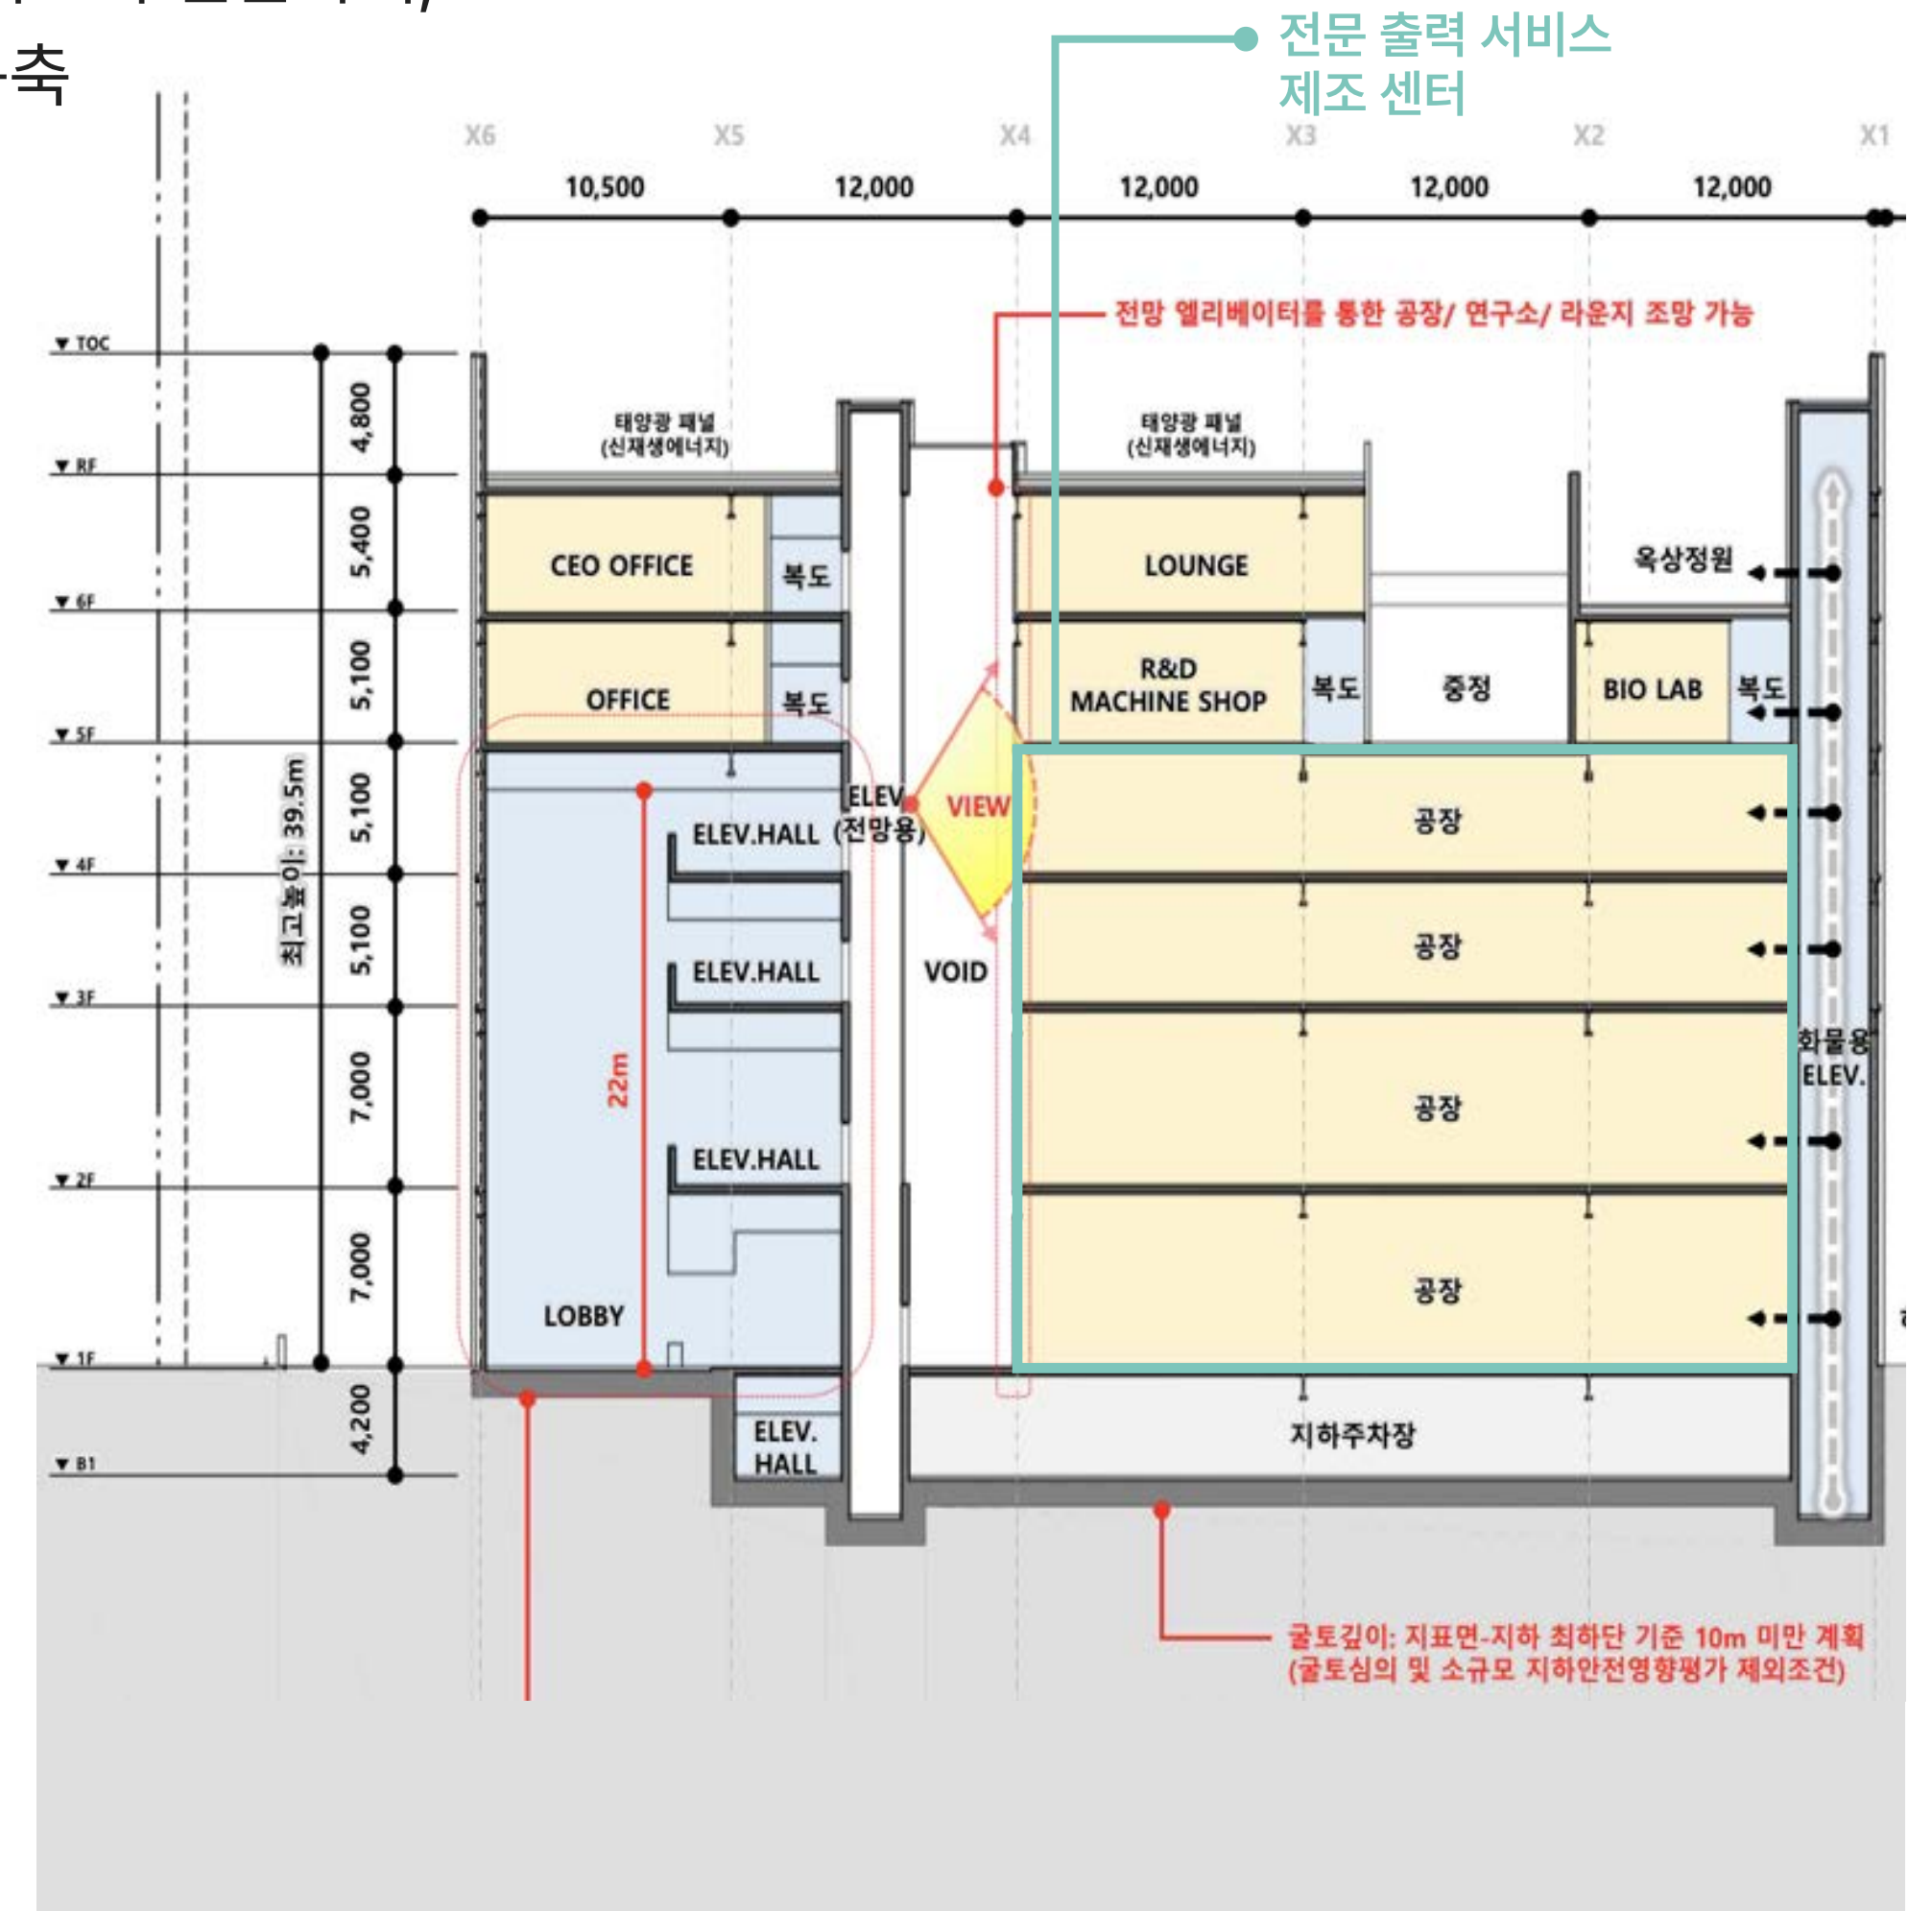 축
전문 출력 서비스
제조 센터
X6 X5 X4 X3 X2 X1
10,500 12,000 12,000 12,000 12,000
전망 엘리베이터를 통한 공장/ 연구소/ 라운지 조망 가능
▼ TOC
4,800
태양광 패널
(신재생에너지)
태양광 패널
(신재생에너지)
▼ RF
5,400
CEO OFFICE
복도
LOUNGE
옥상정원
▼ 6F
5,100
OFFICE
복도
R&D
MACHINE SHOP
복도
중정
BIO LAB
복도
▼ 5F
최고높이: 39.5m
5,100
ELEV.HALL
ELEV.
(전망용)
VIEW
공장
▼ 4F
5,100
ELEV.HALL
VOID
공장
▼ 3F
7,000
22m
ELEV.HALL
공장
화물용
ELEV.
▼ 2F
7,000
LOBBY
공장
▼ 1F
4,200
ELEV.
HALL
지하주차장
▼ B1
굴토깊이: 지표면-지하 최하단 기준 10m 미만 계획
(굴토심의 및 소규모 지하안전영향평가 제외조건)